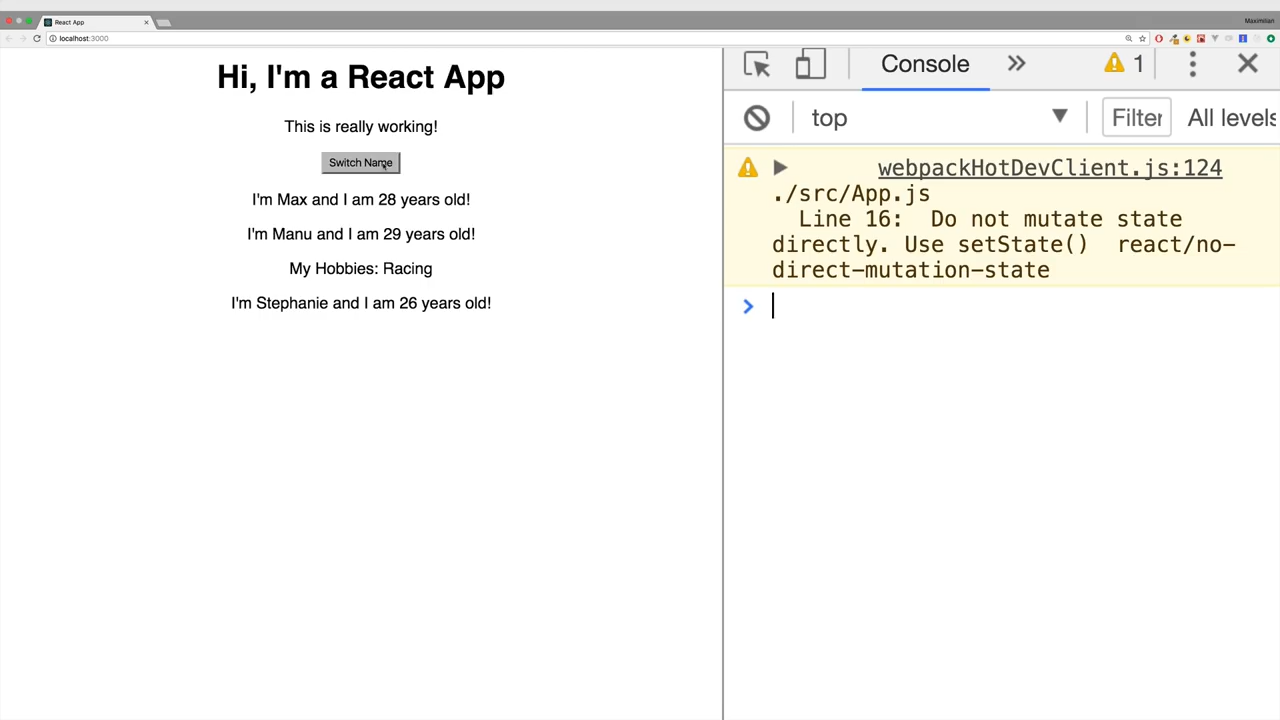 React App
Maximilian
localhost:3000
Hi, I'm a React App
This is really working!
Switch Name
I'm Max and I am 28 years old!
I'm Manu and I am 29 years old!
My Hobbies: Racing
I'm Stephanie and I am 26 years old!
Console
1
top
Filter
All levels
webpackHotDevClient.js:124
./src/App.js
Line 16:  Do not mutate state
directly. Use setState()  react/no-
direct-mutation-state